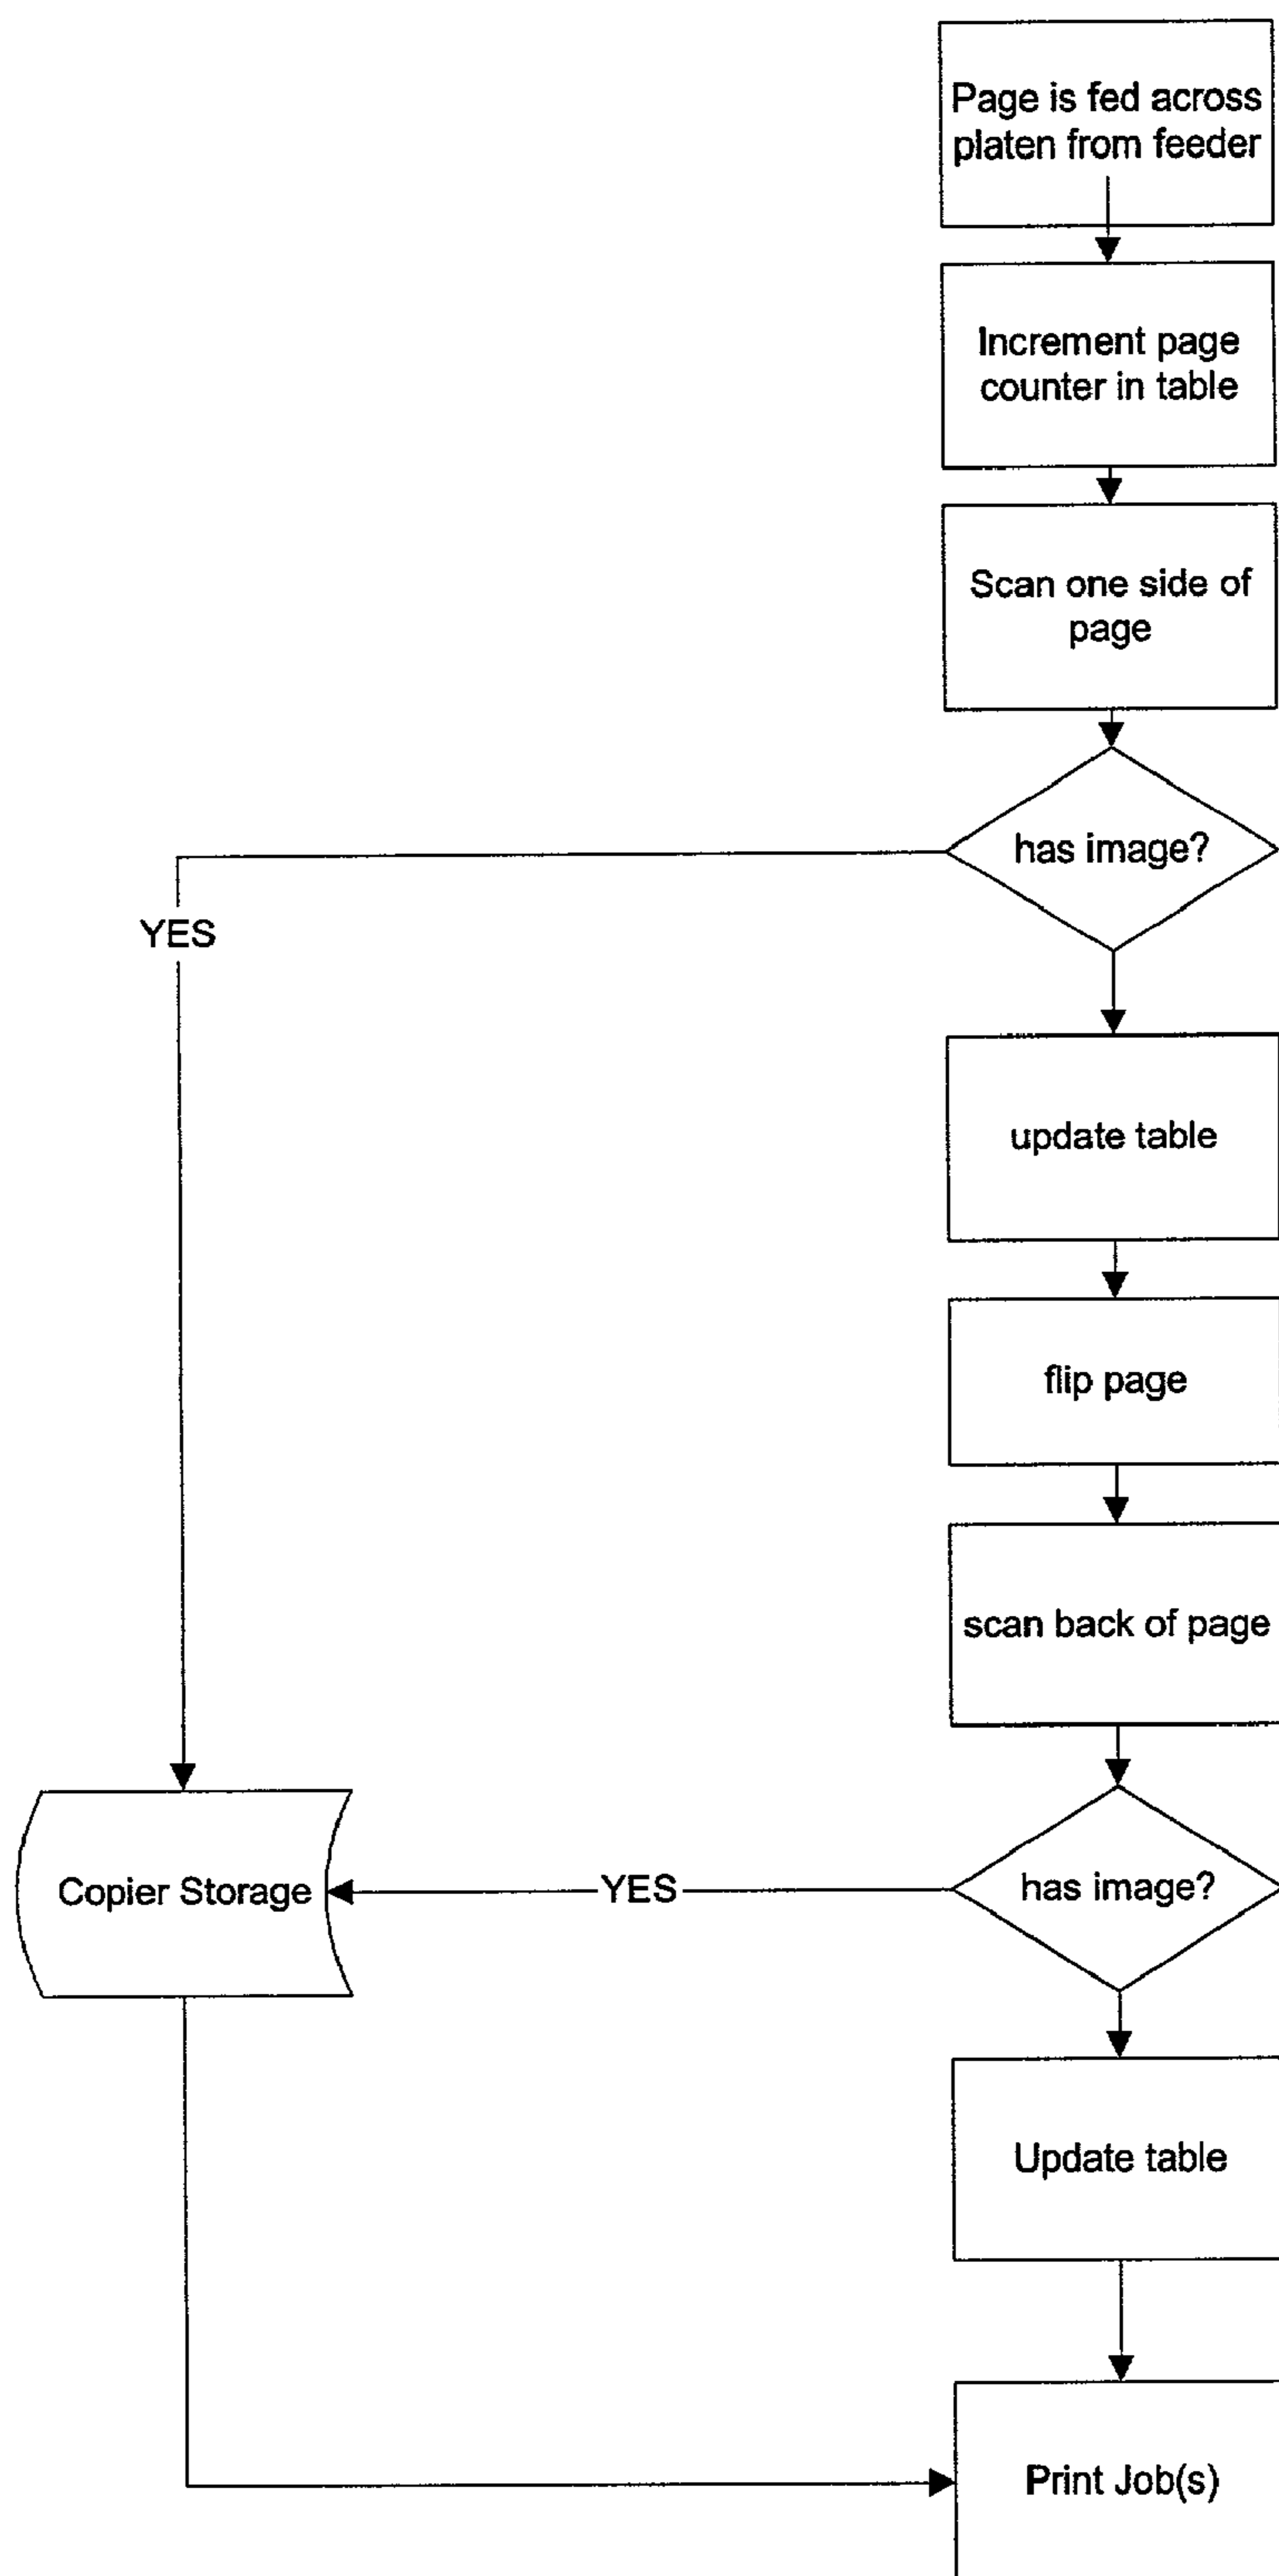 Page is fed across
platen from feeder
Increment page
counter in table
Scan one side of
page
has image?
YES
update table
flip page
scan back of page
Copier Storage
YES
has image?
Update table
Print Job(s)